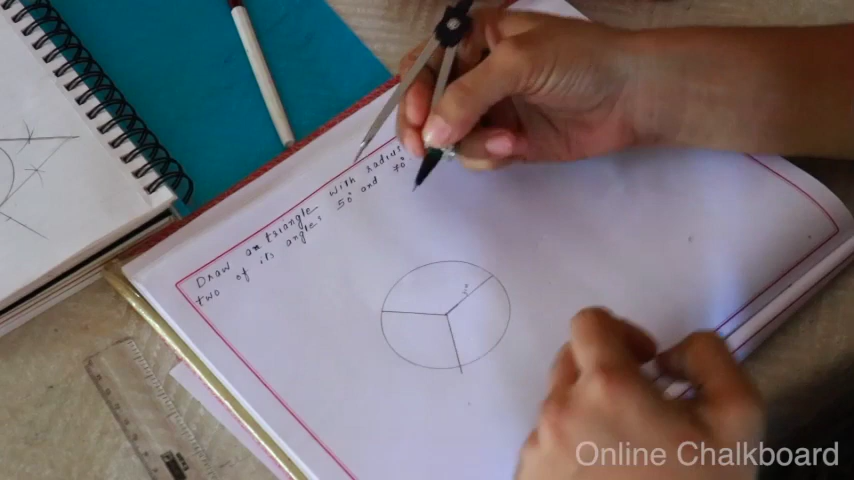 Draw an triangle with radius
two of its angles 50° and 70°
Online Chalkboard